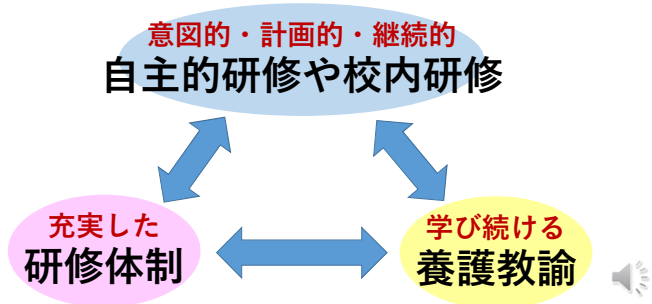 意図的・計画的・継続的
自主的研修や校内研修
充実した
研修体制
学び続ける
養護教諭